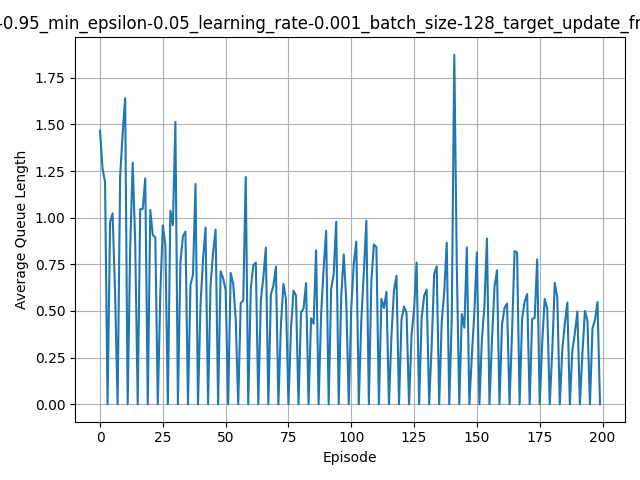 -0.95_min_epsilon-0.05_learning_rate-0.001_batch_size-128_target_update_fr
1.75
1.50
1.25
1.00
0.75
0.50
0.25
0.00
Average Queue Length
0 25 50 75 100 125 150 175 200
Episode